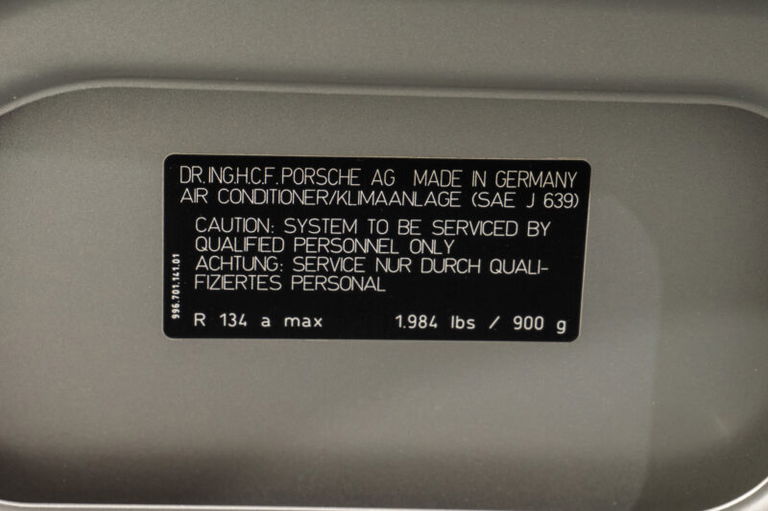 DR.ING.H.C.F.PORSCHE AG MADE IN GERMANY
AIR CONDITIONER/KLIMAANLAGE (SAE J 639)
CAUTION: SYSTEM TO BE SERVICED BY
QUALIFIED PERSONNEL ONLY
ACHTUNG: SERVICE NUR DURCH QUALI-
FIZIERTES PERSONAL
R 134 a max 1.984 lbs / 900 g
996.701.141.01